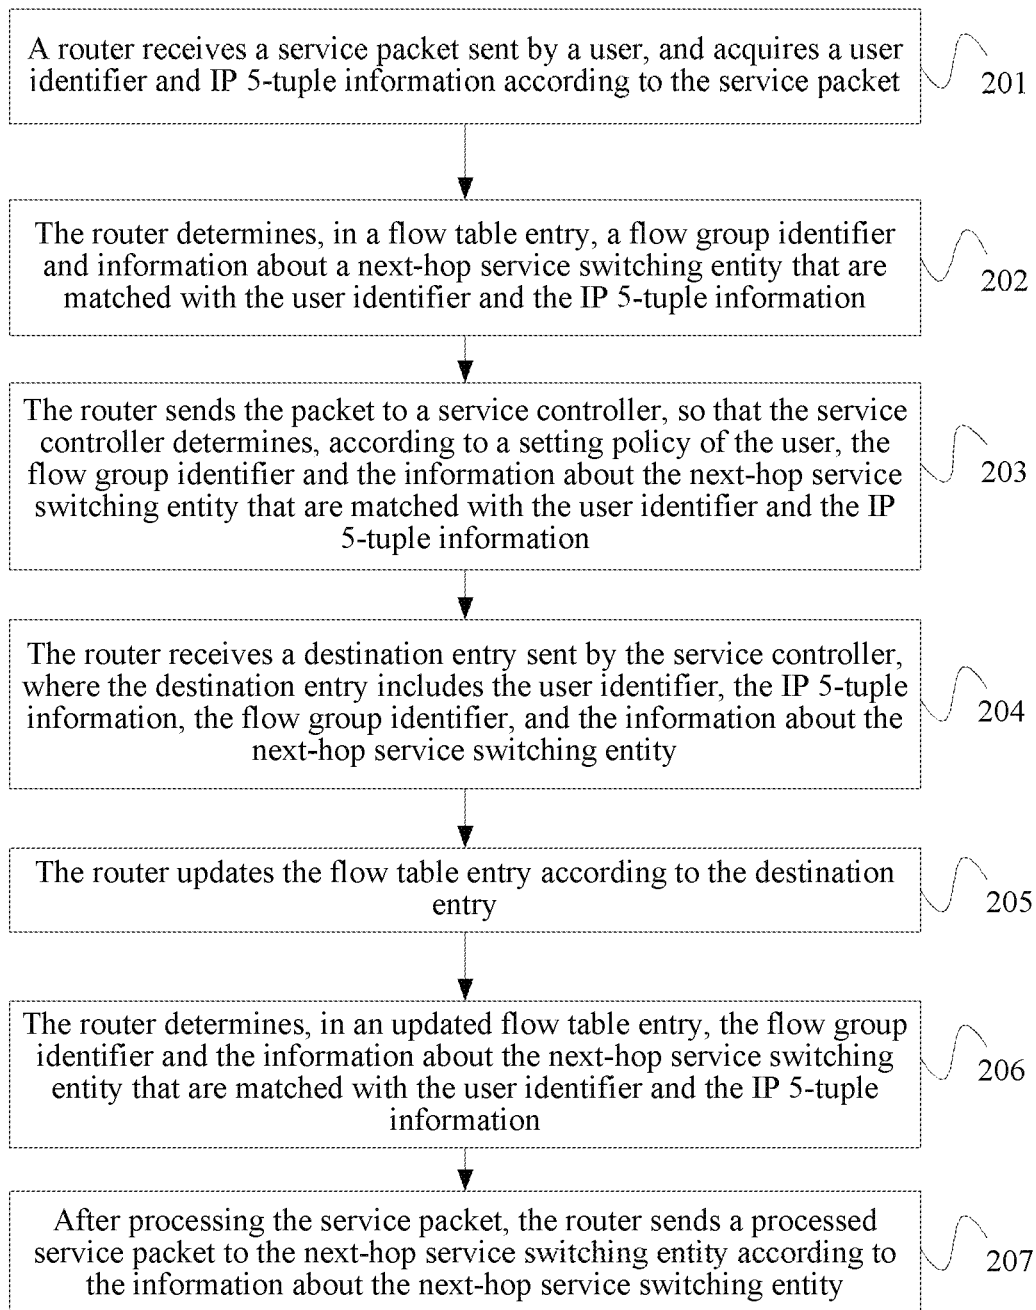 A router receives a service packet sent by a user, and acquires a user
identifier and IP 5-tuple information according to the service packet
201
The router determines, in a flow table entry, a flow group identifier
and information about a next-hop service switching entity that are
matched with the user identifier and the IP 5-tuple information
202
The router sends the packet to a service controller, so that the service
controller determines, according to a setting policy of the user, the
flow group identifier and the information about the next-hop service
switching entity that are matched with the user identifier and the IP
5-tuple information
203
The router receives a destination entry sent by the service controller,
where the destination entry includes the user identifier, the IP 5-tuple
information, the flow group identifier, and the information about the
next-hop service switching entity
204
The router updates the flow table entry according to the destination
entry
205
The router determines, in an updated flow table entry, the flow group
identifier and the information about the next-hop service switching
entity that are matched with the user identifier and the IP 5-tuple
information
206
After processing the service packet, the router sends a processed
service packet to the next-hop service switching entity according to
the information about the next-hop service switching entity
207